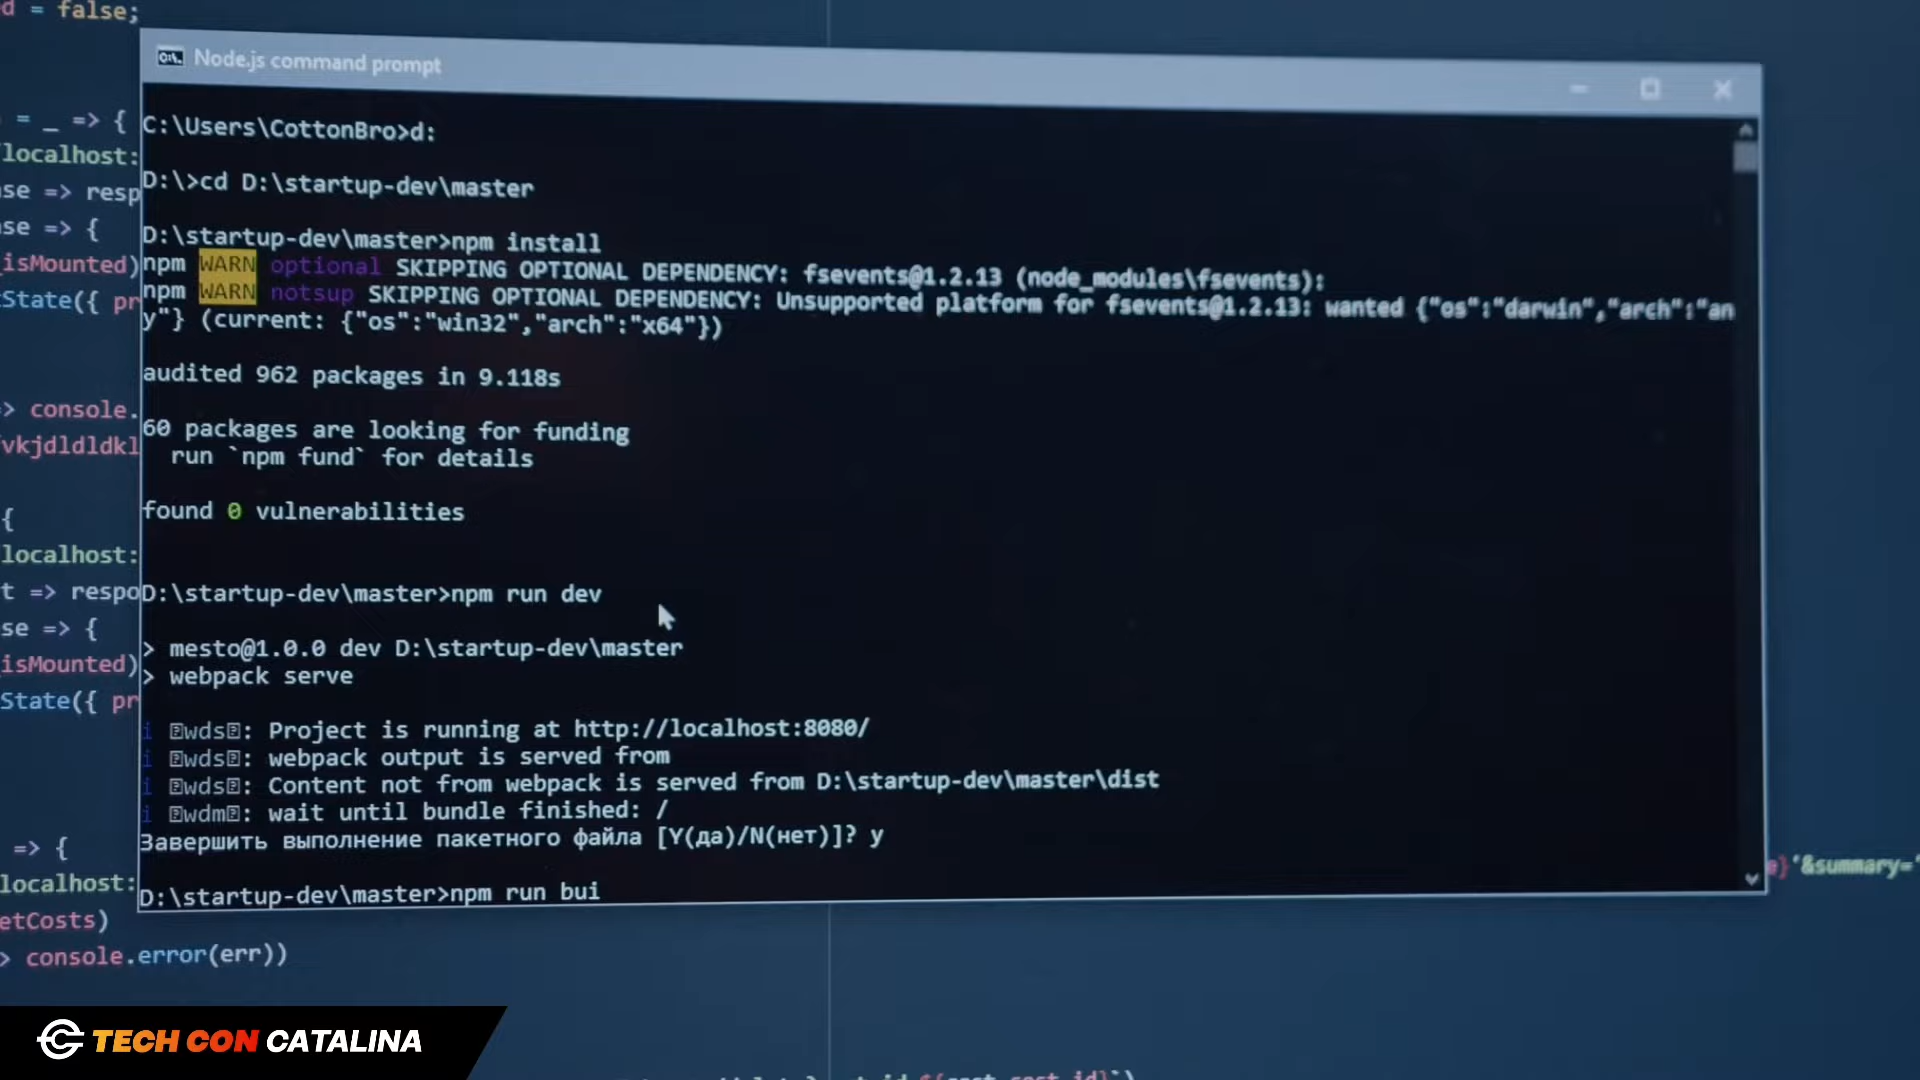 d = false;
Node.js command prompt
= _ => {
C:\Users\CottonBro>d:
localhost:
se => resp
D:\>cd D:\startup-dev\master
se => {
D:\startup-dev\master>npm install
isMounted)
npm WARN optional SKIPPING OPTIONAL DEPENDENCY: fsevents@1.2.13 (node_modules\fsevents):
State({ pr
npm WARN notsup SKIPPING OPTIONAL DEPENDENCY: Unsupported platform for fsevents@1.2.13: wanted {"os":"darwin","arch":"an
y"} (current: {"os":"win32","arch":"x64"})
audited 962 packages in 9.118s
> console.
60 packages are looking for funding
vkjdldldkl
run `npm fund` for details
{
found 0 vulnerabilities
localhost:
t => respo
D:\startup-dev\master>npm run dev
se => {
> mesto@1.0.0 dev D:\startup-dev\master
isMounted)
> webpack serve
State({ pr
i ⍰wds⍰: Project is running at http://localhost:8080/
i ⍰wds⍰: webpack output is served from
i ⍰wds⍰: Content not from webpack is served from D:\startup-dev\master\dist
i ⍰wdm⍰: wait until bundle finished: /
Завершить выполнение пакетного файла [Y(да)/N(нет)]? y
=> {
}'&summary='
localhost:
D:\startup-dev\master>npm run bui
etCosts)
> console.error(err))
TECH CON CATALINA